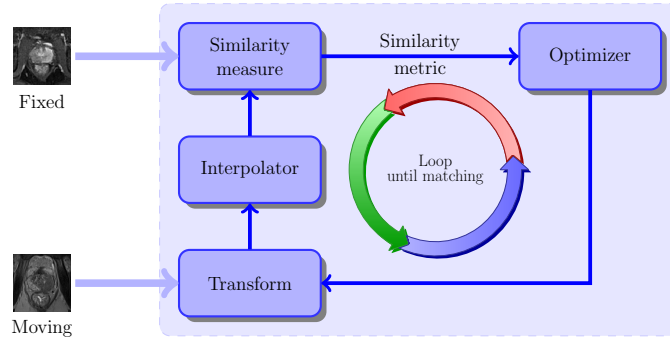 Similarity
measure
Similarity
metric
Optimizer
Fixed
Interpolator
Loop
until matching
Transform
Moving